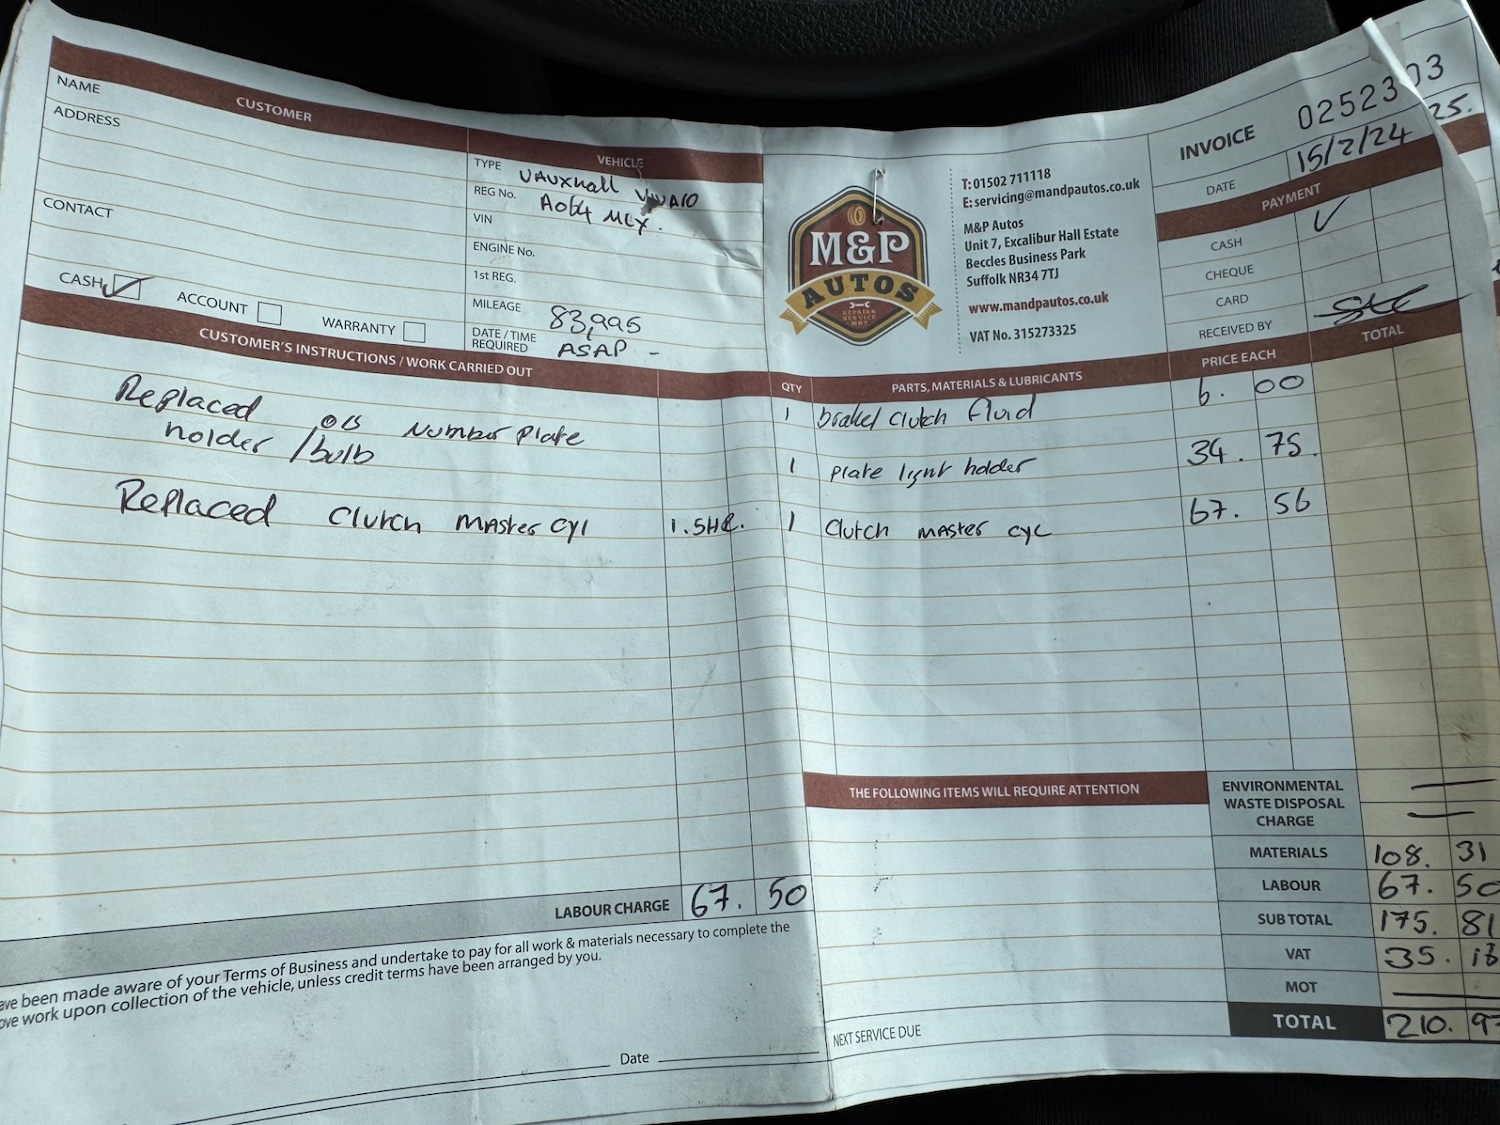 CUSTOMER
NAME
ADDRESS
CONTACT
CASH ACCOUNT WARRANTY
VEHICLE
TYPE VAUXHALL VIVARO
REG No. AO64 MLX.
VIN
ENGINE No.
1st REG.
MILEAGE 83,995
DATE / TIME
REQUIRED ASAP -
M&P
AUTOS
REPAIRS
SERVICE
MOT
T: 01502 711118
E: servicing@mandpautos.co.uk
M&P Autos
Unit 7, Excalibur Hall Estate
Beccles Business Park
Suffolk NR34 7TJ
www.mandpautos.co.uk
VAT No. 315273325
INVOICE 02523 03
DATE 15/2/24 25.
PAYMENT
CASH ✓
CHEQUE
CARD
RECEIVED BY
CUSTOMER'S INSTRUCTIONS / WORK CARRIED OUT
Replaced o/s Number plate
holder /bulb
Replaced Clutch Master cyl 1.5HR.
LABOUR CHARGE 67. 50
ave been made aware of your Terms of Business and undertake to pay for all work & materials necessary to complete the
ove work upon collection of the vehicle, unless credit terms have been arranged by you.
Date
QTY PARTS, MATERIALS & LUBRICANTS PRICE EACH TOTAL
1 brake/ Clutch fluid 6. 00
1 plate light holder 34. 75.
1 Clutch master cyl 67. 56
THE FOLLOWING ITEMS WILL REQUIRE ATTENTION
NEXT SERVICE DUE
ENVIRONMENTAL
WASTE DISPOSAL
CHARGE
MATERIALS 108. 31
LABOUR 67. 50
SUB TOTAL 175. 81
VAT 35. 16
MOT
TOTAL 210. 97